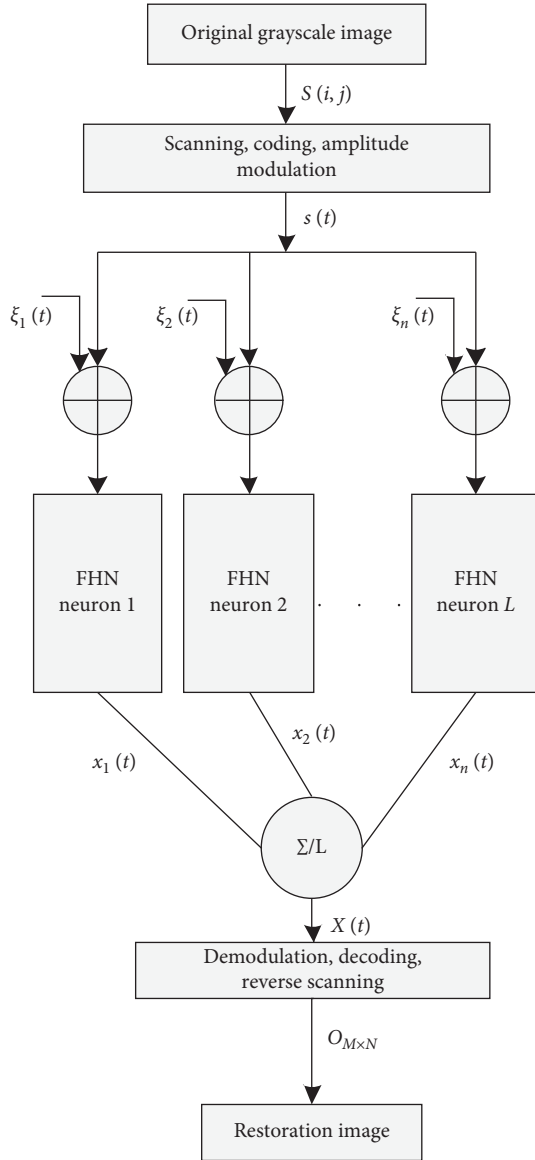 Original grayscale image
S (i, j)
Scanning, coding, amplitude
modulation
s (t)
ξ1 (t)
ξ2 (t)
ξn (t)
FHN
neuron 1
FHN
neuron 2
. . .
FHN
neuron L
x1 (t)
x2 (t)
xn (t)
Σ/L
X (t)
Demodulation, decoding,
reverse scanning
OM×N
Restoration image